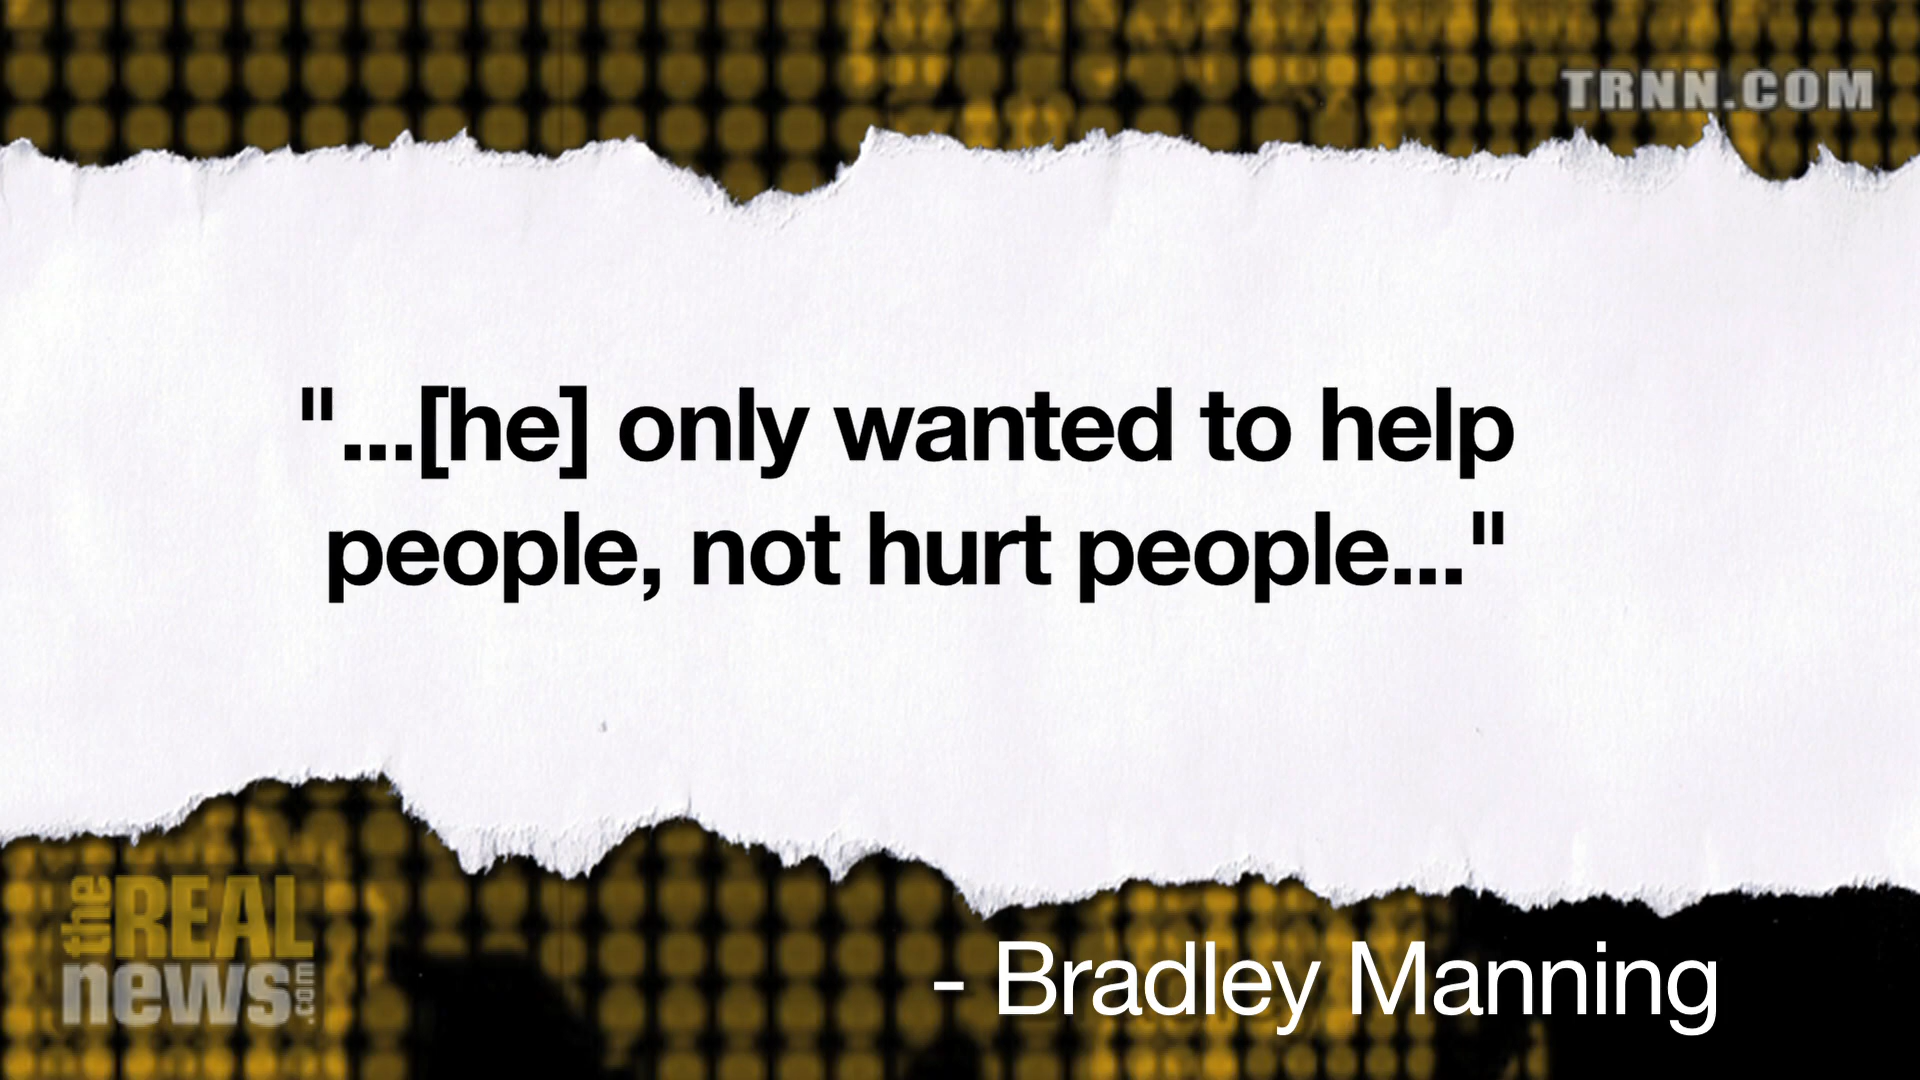 TRNN.COM
"...[he] only wanted to help
people, not hurt people..."
the REAL
news.com
- Bradley Manning